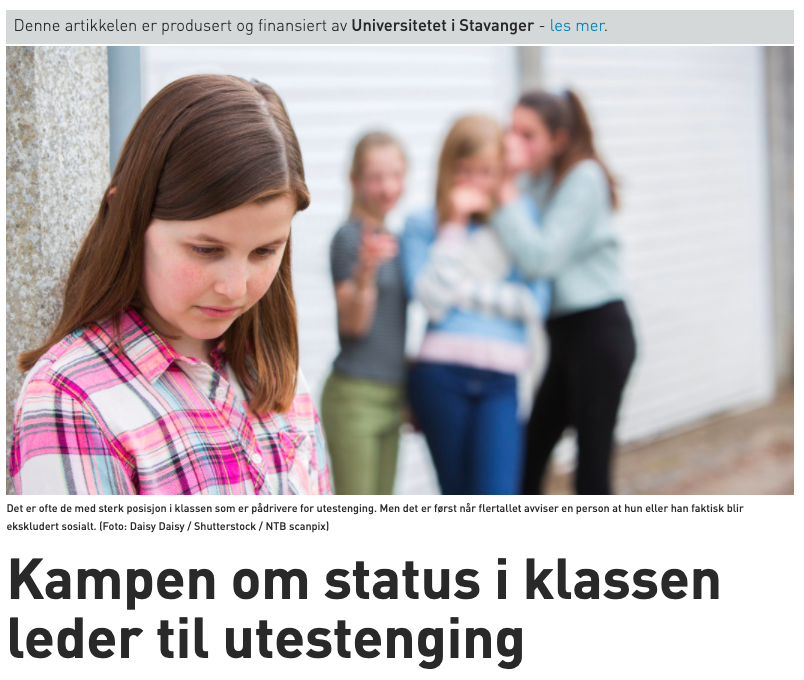 Denne artikkelen er produsert og finansiert av Universitetet i Stavanger - les mer.
Det er ofte de med sterk posisjon i klassen som er pådrivere for utestenging. Men det er først når flertallet avviser en person at hun eller han faktisk blir
ekskludert sosialt. (Foto: Daisy Daisy / Shutterstock / NTB scanpix)
Kampen om status i klassen
leder til utestenging